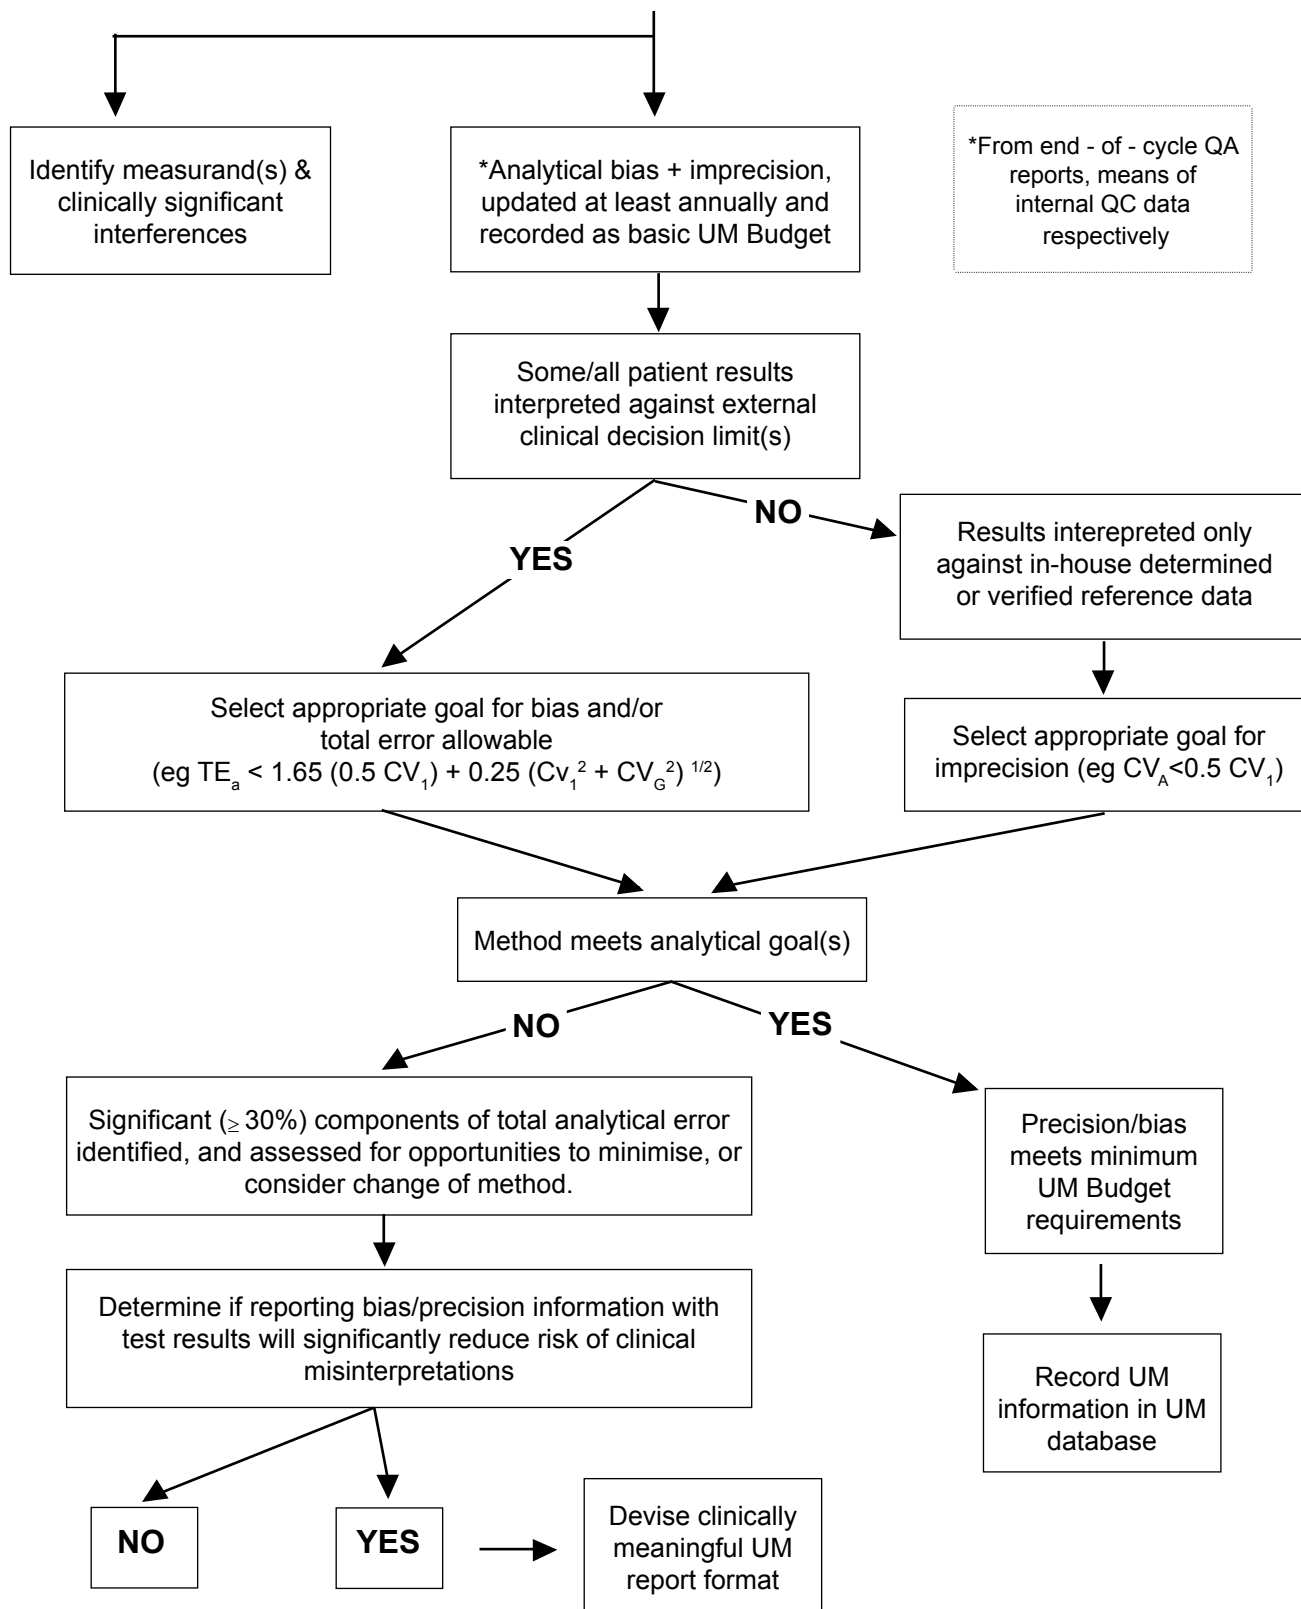 Identify measurand(s) &
clinically significant
interferences
*Analytical bias + imprecision,
updated at least annually and
recorded as basic UM Budget
*From end - of - cycle QA
reports, means of
internal QC data
respectively
Some/all patient results
interpreted against external
clinical decision limit(s)
NO
YES
Results interepreted only
against in-house determined
or verified reference data
Select appropriate goal for bias and/or
total error allowable
(eg TEₐ < 1.65 (0.5 CV₁) + 0.25 (Cv₁² + CV_G²) ^1/2)
Select appropriate goal for
imprecision (eg CV_A<0.5 CV₁)
Method meets analytical goal(s)
NO
YES
Significant (≥ 30%) components of total analytical error
identified, and assessed for opportunities to minimise, or
consider change of method.
Precision/bias
meets minimum
UM Budget
requirements
Determine if reporting bias/precision information with
test results will significantly reduce risk of clinical
misinterpretations
Record UM
information in UM
database
NO
YES
Devise clinically
meaningful UM
report format